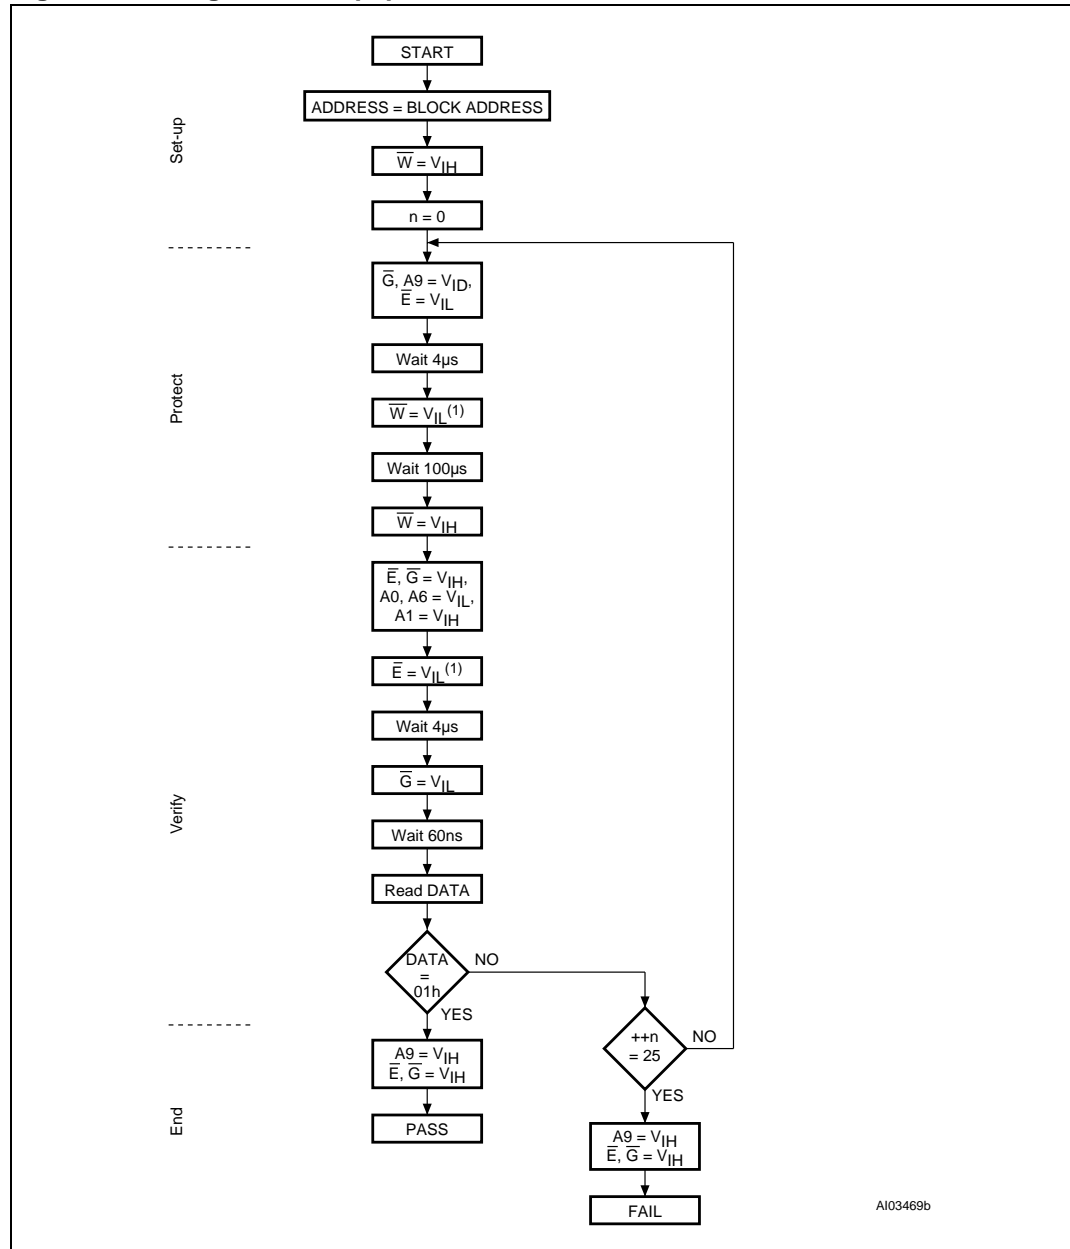 START
ADDRESS = BLOCK ADDRESS
Set-up
W̅ = VIH
n = 0
G̅, A9 = VID,
E̅ = VIL
Wait 4µs
Protect
W̅ = VIL(1)
Wait 100µs
W̅ = VIH
E̅, G̅ = VIH,
A0, A6 = VIL,
A1 = VIH
E̅ = VIL(1)
Wait 4µs
G̅ = VIL
Verify
Wait 60ns
Read DATA
DATA
=
01h
NO
YES
++n
= 25
NO
YES
End
A9 = VIH
E̅, G̅ = VIH
PASS
A9 = VIH
E̅, G̅ = VIH
FAIL
AI03469b